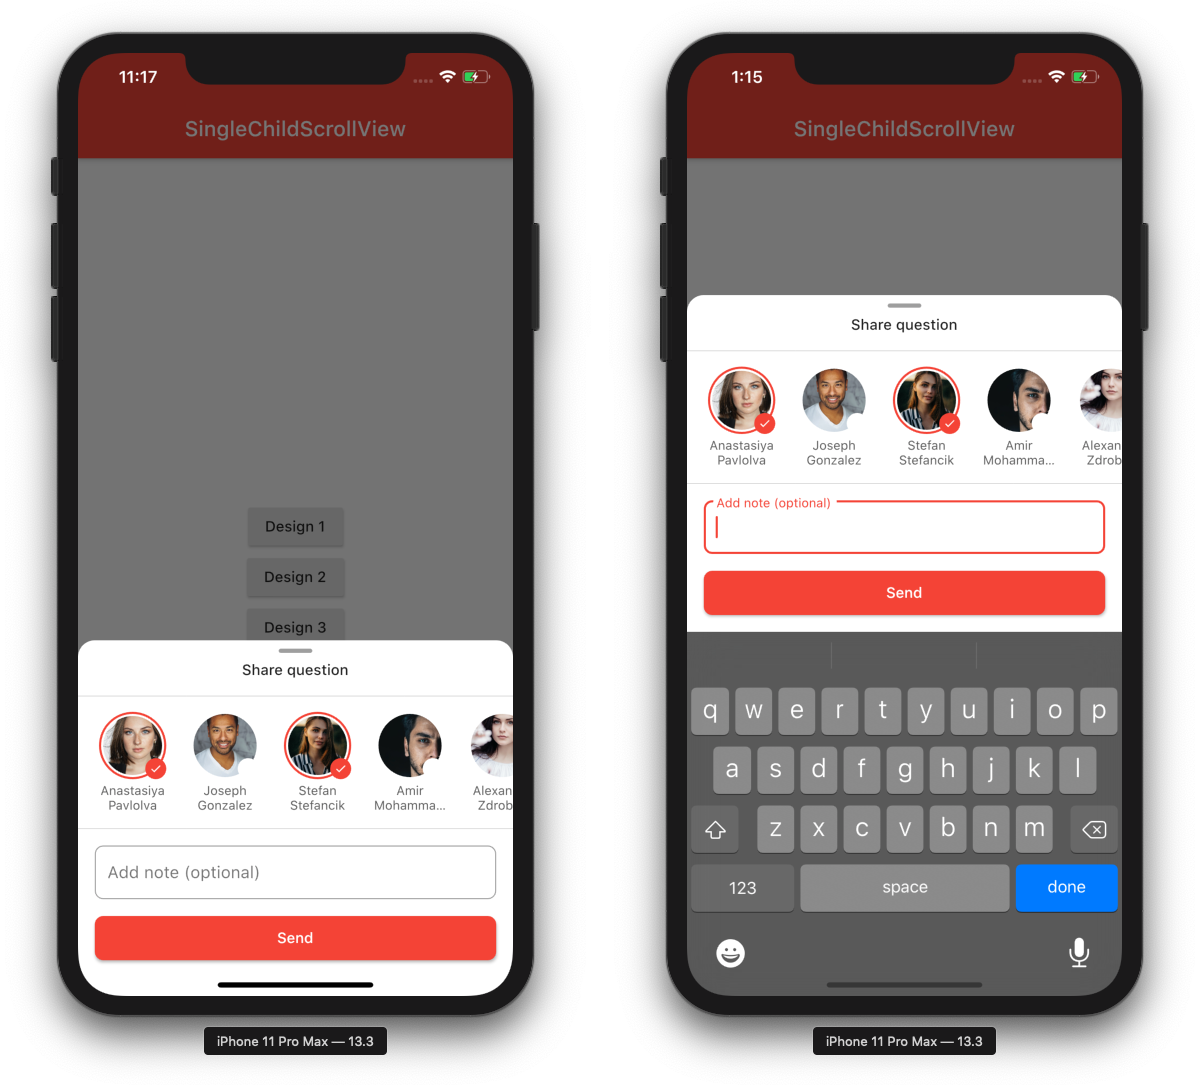 11:17
SingleChildScrollView
Design 1
Design 2
Design 3
Share question
Anastasiya
Pavlolva
Joseph
Gonzalez
Stefan
Stefancik
Amir
Mohamma...
Alexan
Zdrob
Add note (optional)
Send
iPhone 11 Pro Max — 13.3
1:15
SingleChildScrollView
Share question
Anastasiya
Pavlolva
Joseph
Gonzalez
Stefan
Stefancik
Amir
Mohamma...
Alexan
Zdrob
Add note (optional)
Send
q w e r t y u i o p
a s d f g h j k l
z x c v b n m
123 space done
iPhone 11 Pro Max — 13.3